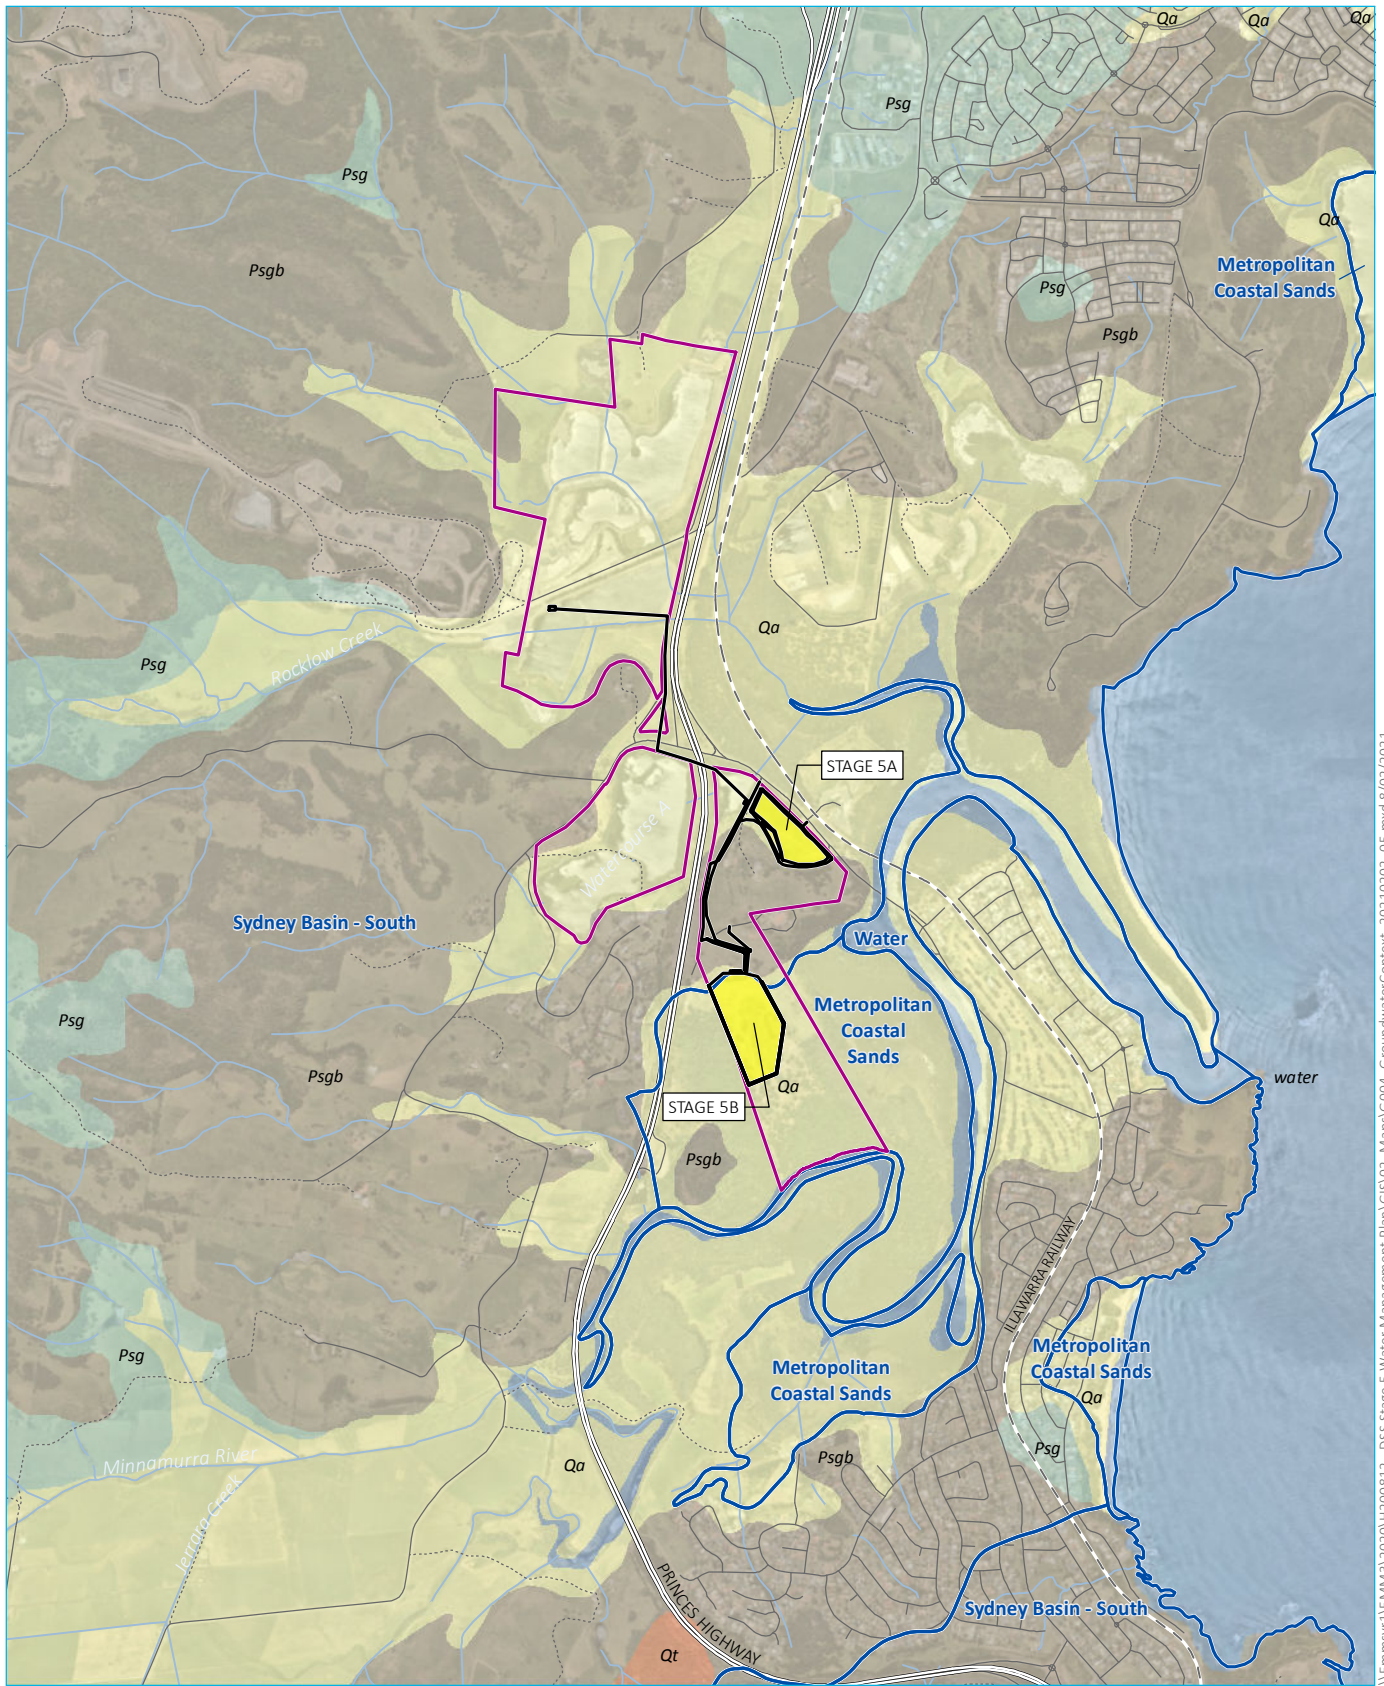 Qa
Qa
Qa
Psg
Psg
Qa
Psgb
Metropolitan
Coastal Sands
Psg
Psgb
Qa
Rocklow Creek
Psg
STAGE 5A
Watercourse A
Sydney Basin - South
Water
Metropolitan
Coastal
Sands
Psg
Psgb
water
Qa
STAGE 5B
Psgb
ILLAWARRA RAILWAY
Psg
Metropolitan
Coastal Sands
Metropolitan
Coastal Sands
Qa
Psg
Psgb
Minnamurra River
Qa
Jerrara Creek
PRINCES HIGHWAY
Sydney Basin - South
Qt